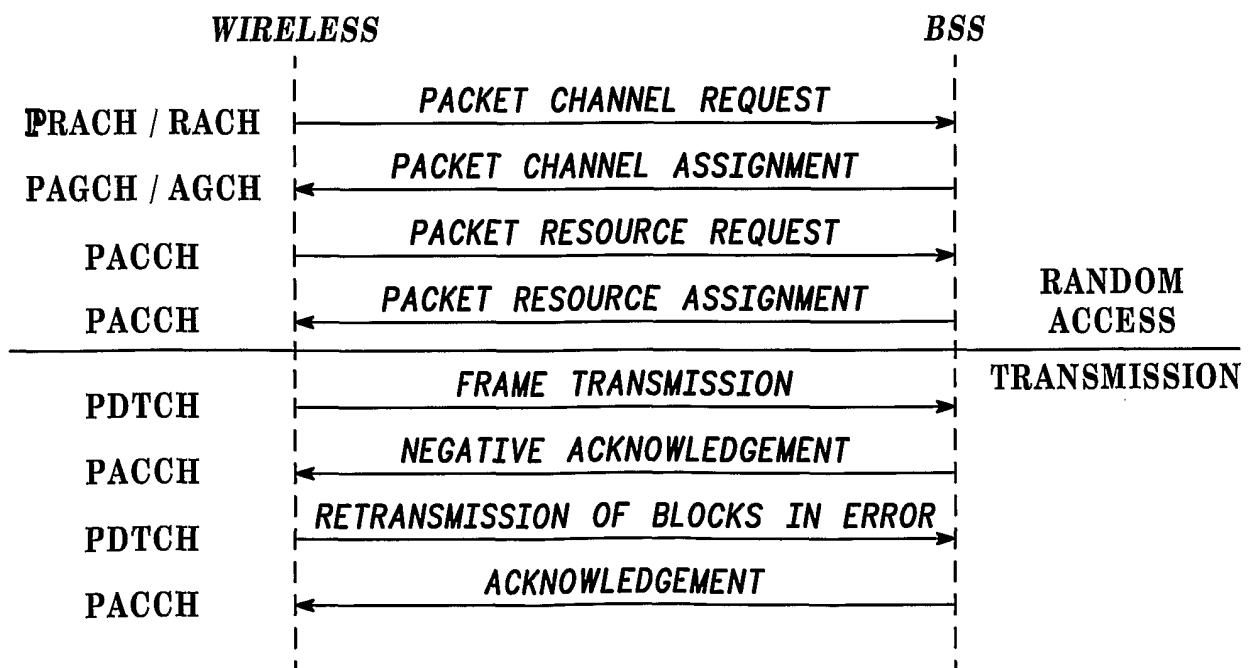 WIRELESS BSS
PRACH / RACH PACKET CHANNEL REQUEST
PAGCH / AGCH PACKET CHANNEL ASSIGNMENT
PACCH PACKET RESOURCE REQUEST
PACCH PACKET RESOURCE ASSIGNMENT
RANDOM
ACCESS
TRANSMISSION
PDTCH FRAME TRANSMISSION
PACCH NEGATIVE ACKNOWLEDGEMENT
PDTCH RETRANSMISSION OF BLOCKS IN ERROR
PACCH ACKNOWLEDGEMENT